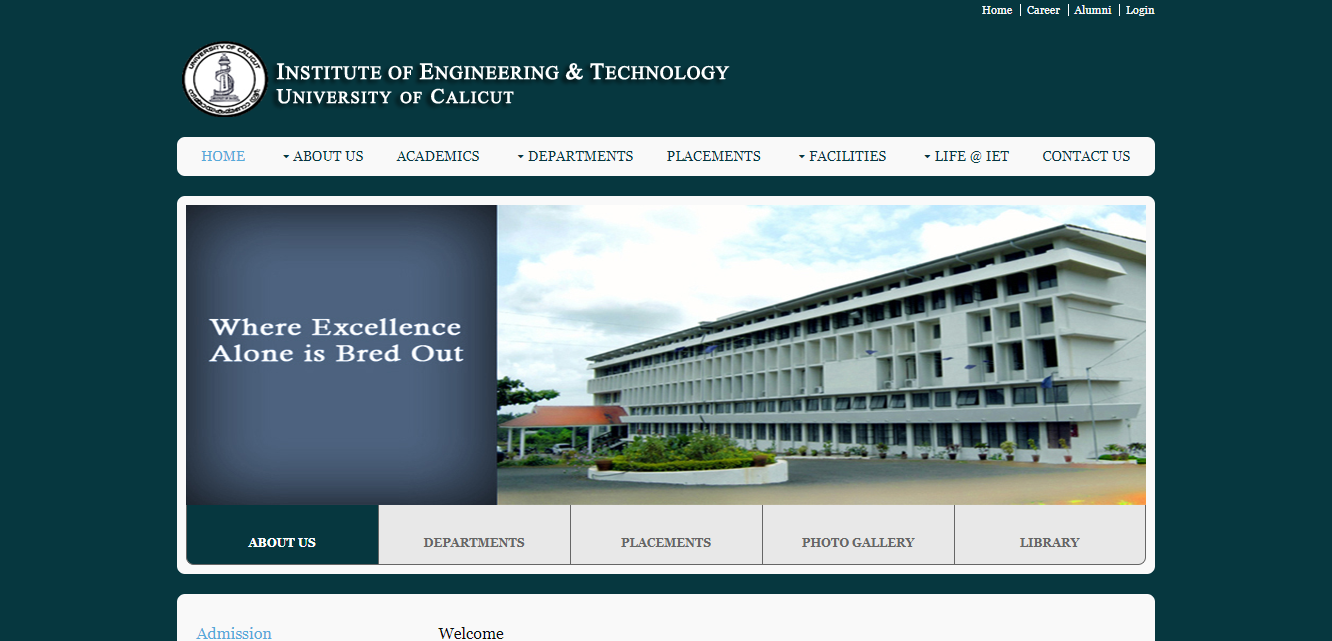 Home
Career
Alumni
Login
UNIVERSITY OF CALICUT
INSTITUTE OF ENGINEERING & TECHNOLOGY
UNIVERSITY OF CALICUT
HOME
ABOUT US
ACADEMICS
DEPARTMENTS
PLACEMENTS
FACILITIES
LIFE @ IET
CONTACT US
Where Excellence
Alone is Bred Out
ABOUT US
DEPARTMENTS
PLACEMENTS
PHOTO GALLERY
LIBRARY
Admission
Welcome